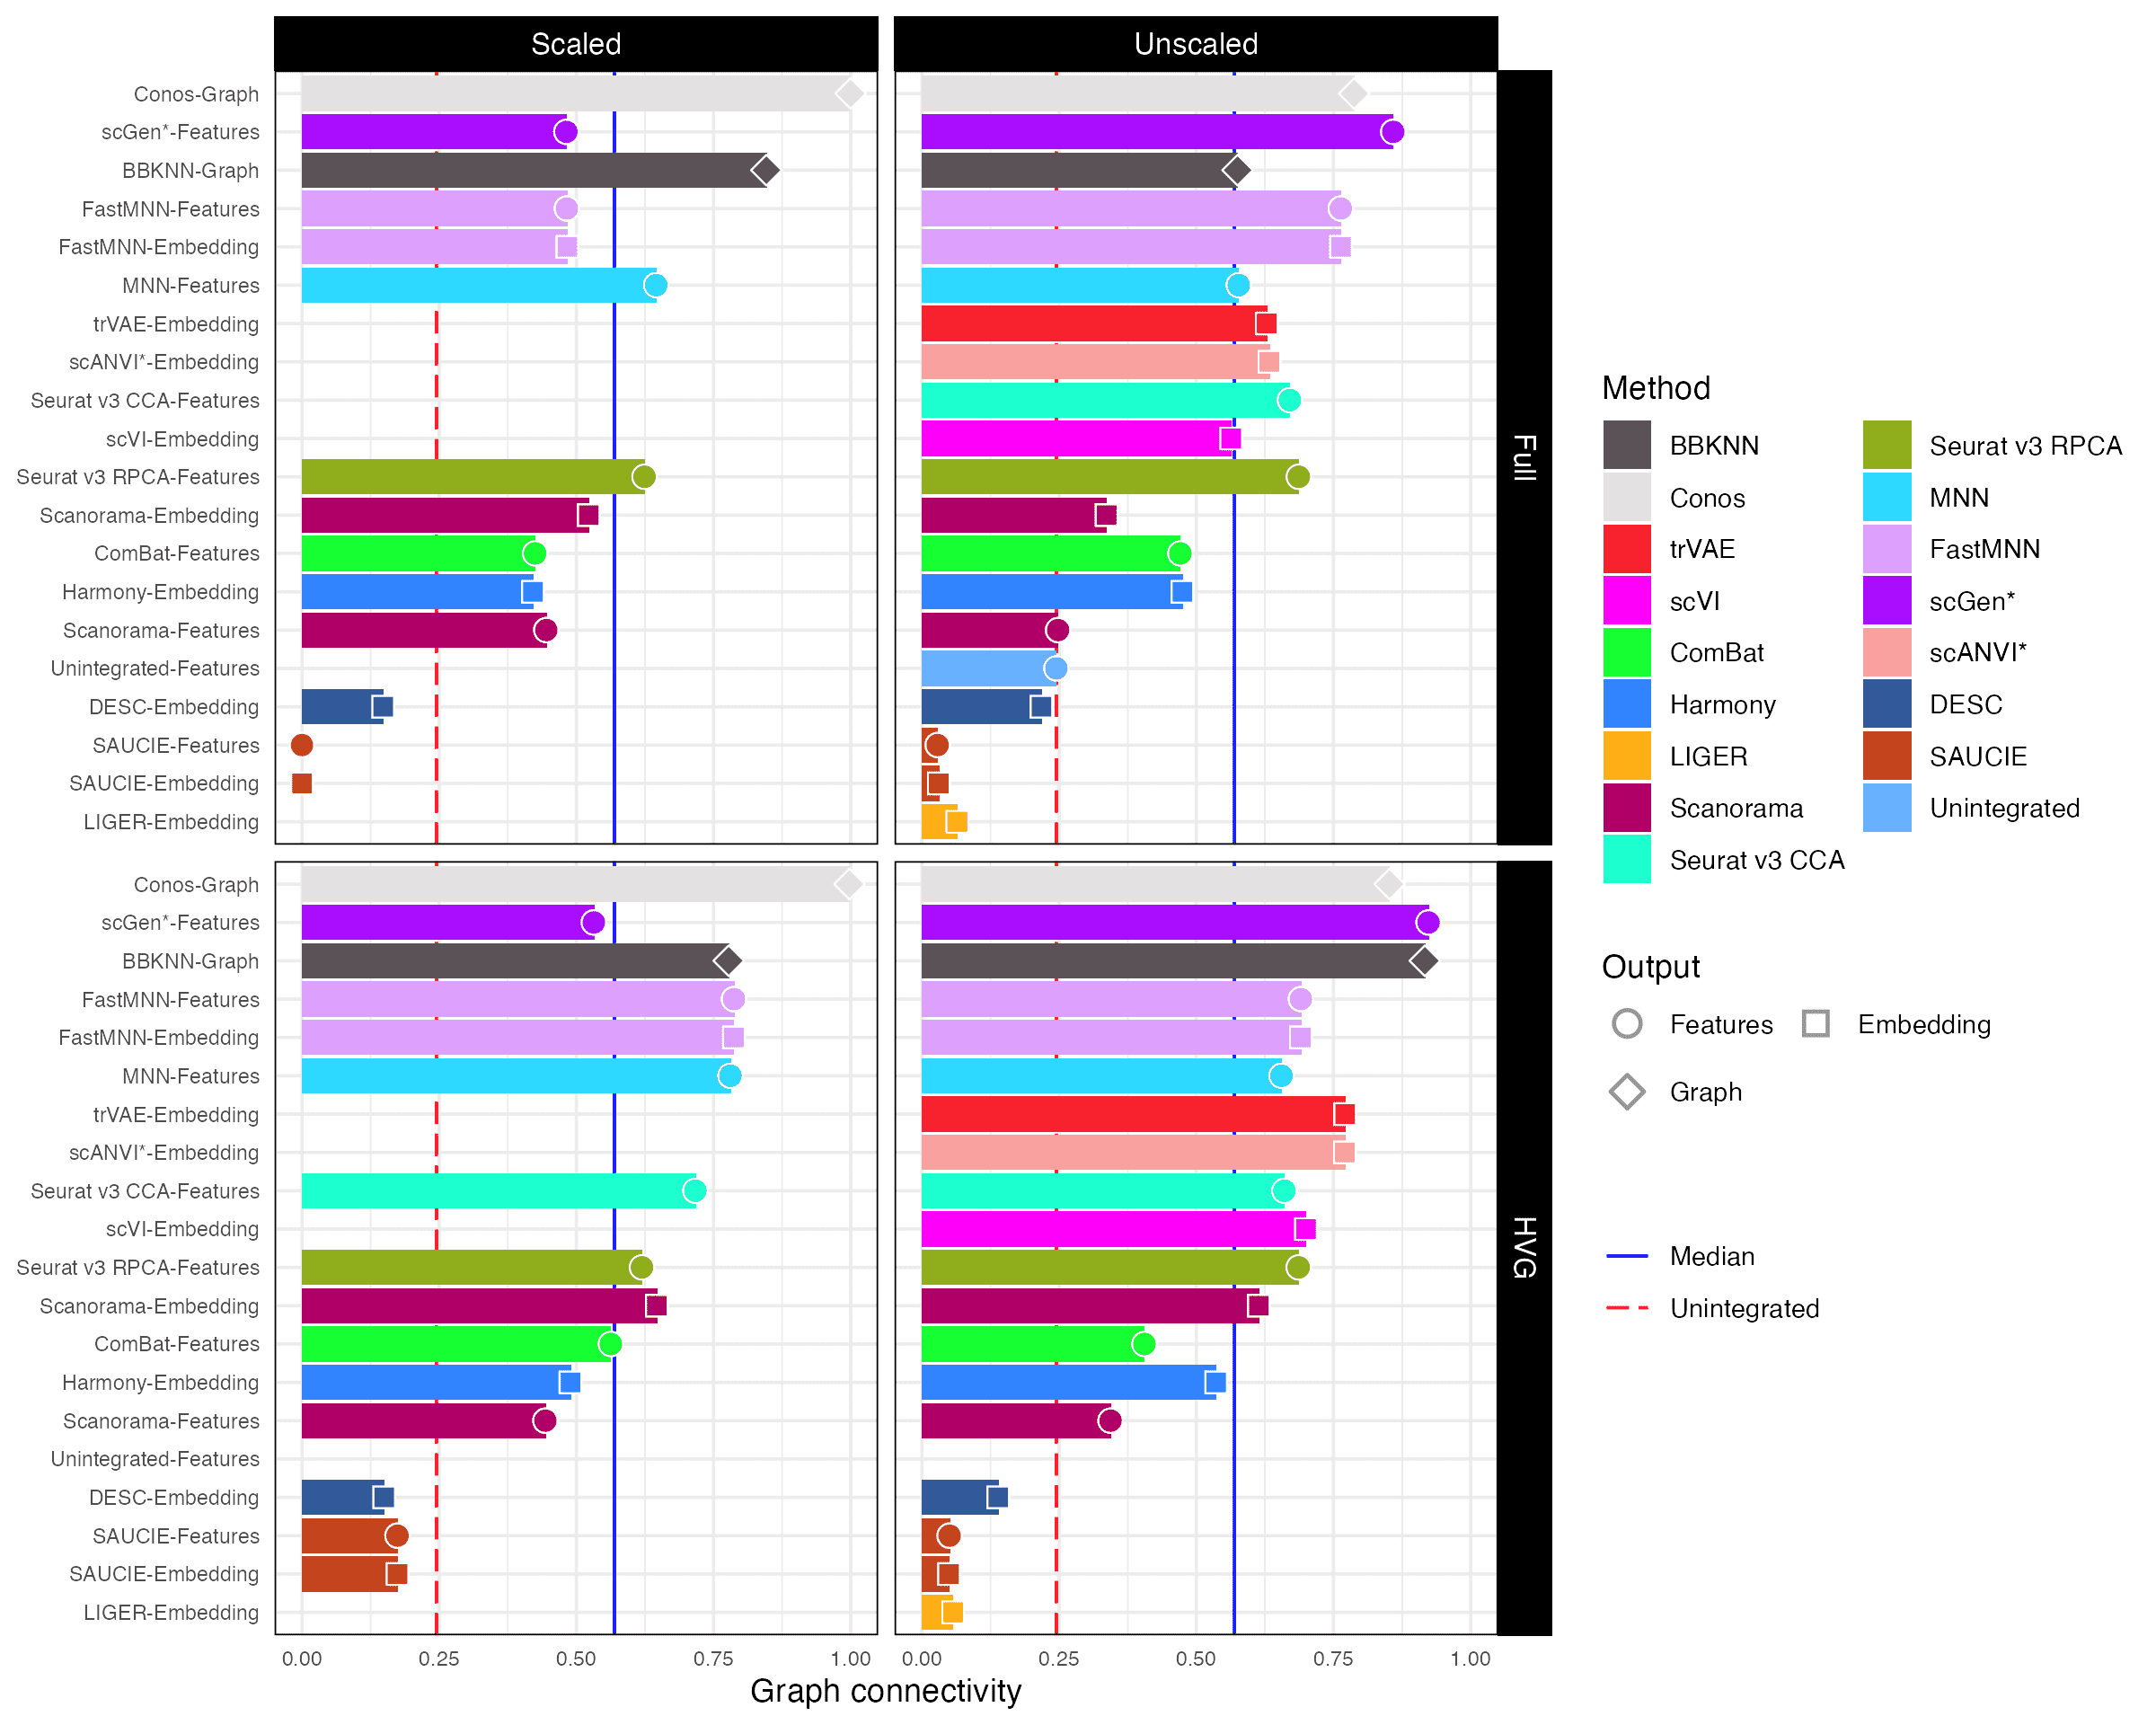 Scaled
Unscaled
Conos-Graph
scGen*-Features
BBKNN-Graph
FastMNN-Features
FastMNN-Embedding
MNN-Features
trVAE-Embedding
scANVI*-Embedding
Seurat v3 CCA-Features
scVI-Embedding
Seurat v3 RPCA-Features
Scanorama-Embedding
ComBat-Features
Harmony-Embedding
Scanorama-Features
Unintegrated-Features
DESC-Embedding
SAUCIE-Features
SAUCIE-Embedding
LIGER-Embedding
Full
Conos-Graph
scGen*-Features
BBKNN-Graph
FastMNN-Features
FastMNN-Embedding
MNN-Features
trVAE-Embedding
scANVI*-Embedding
Seurat v3 CCA-Features
scVI-Embedding
Seurat v3 RPCA-Features
Scanorama-Embedding
ComBat-Features
Harmony-Embedding
Scanorama-Features
Unintegrated-Features
DESC-Embedding
SAUCIE-Features
SAUCIE-Embedding
LIGER-Embedding
HVG
0.00 0.25 0.50 0.75 1.00
0.00 0.25 0.50 0.75 1.00
Graph connectivity
Method
BBKNN
Conos
trVAE
scVI
ComBat
Harmony
LIGER
Scanorama
Seurat v3 CCA
Seurat v3 RPCA
MNN
FastMNN
scGen*
scANVI*
DESC
SAUCIE
Unintegrated
Output
Features
Embedding
Graph
Median
Unintegrated